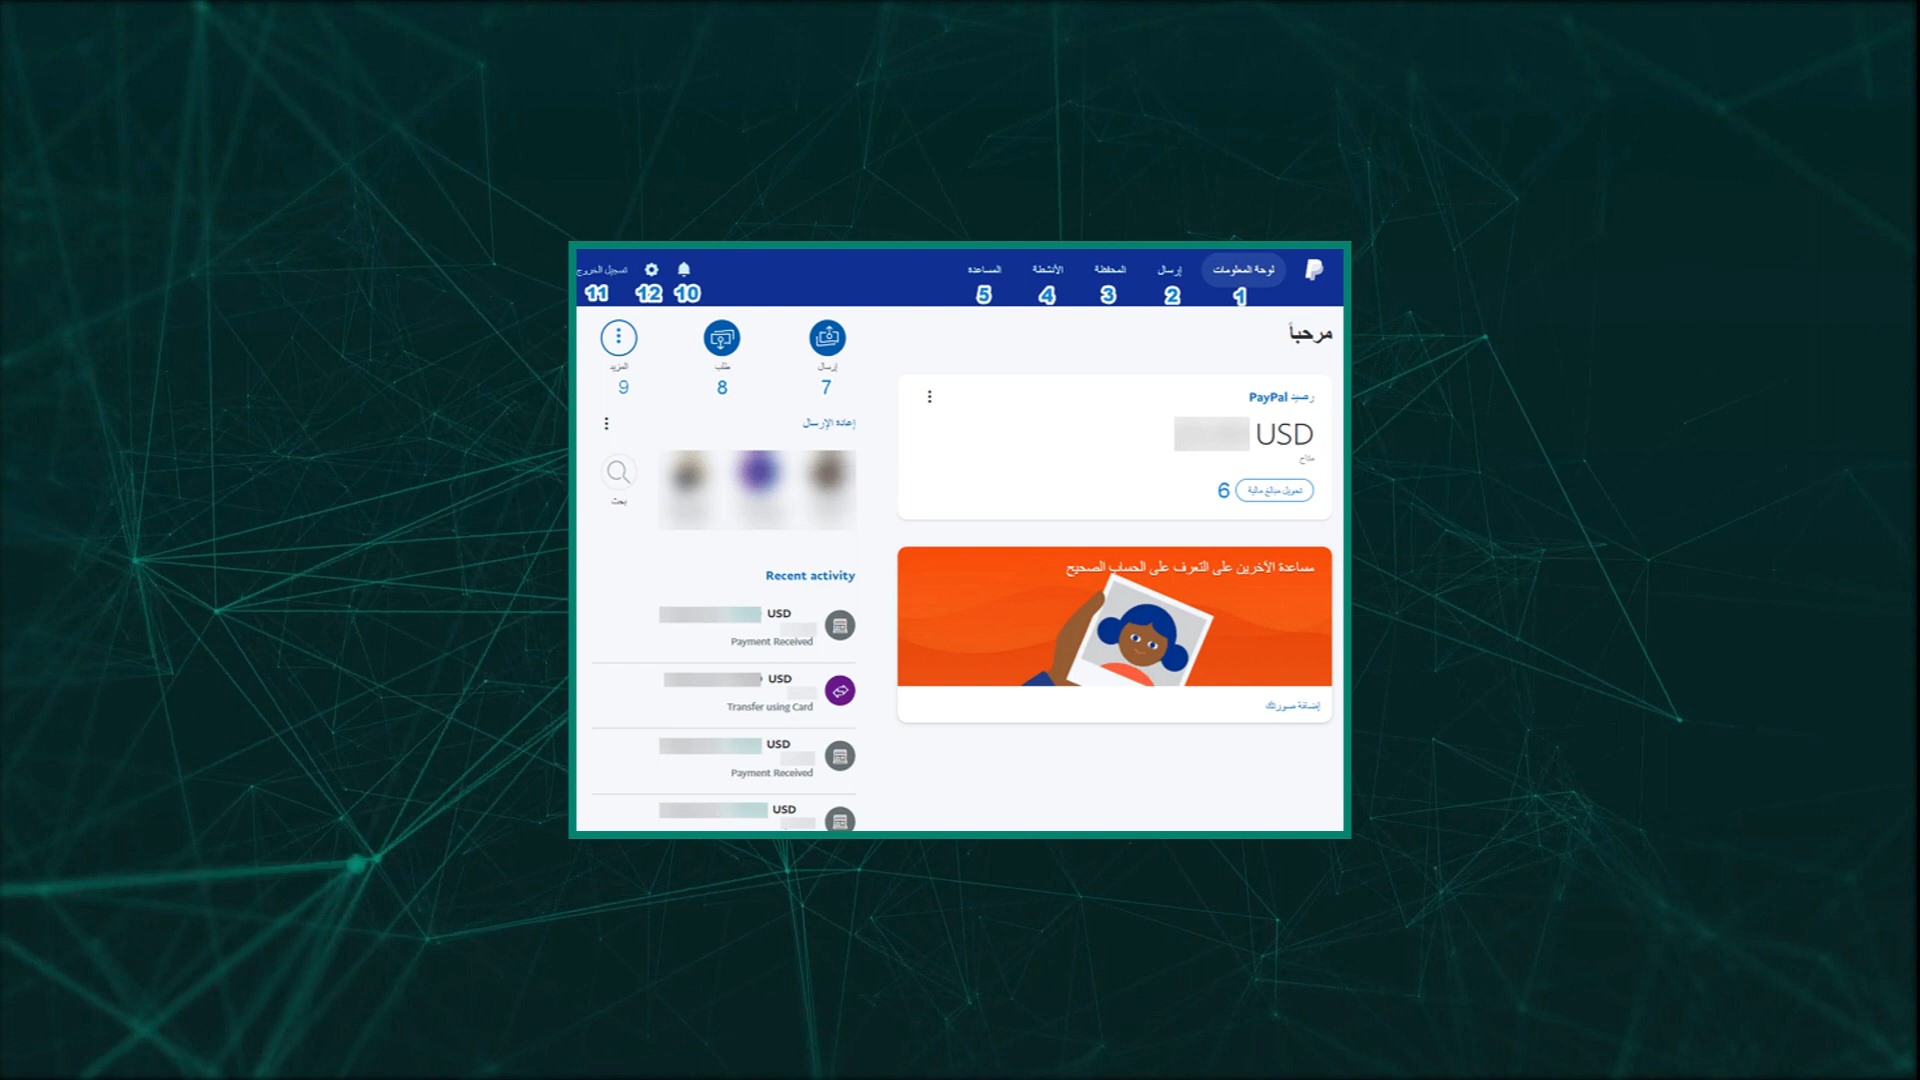 لوحة المعلومات إرسال المحفظة الأنشطة المساعدة تسجيل الخروج
1 2 3 4 5 10 12 11
مرحباً
رصيد PayPal
USD
متاح
تحويل مبالغ مالية 6
مساعدة الآخرين على التعرف على الحساب الصحيح
إضافة صورتك
إرسال طلب المزيد
7 8 9
إعادة الإرسال
بحث
Recent activity
USD
Payment Received
USD
Transfer using Card
USD
Payment Received
USD